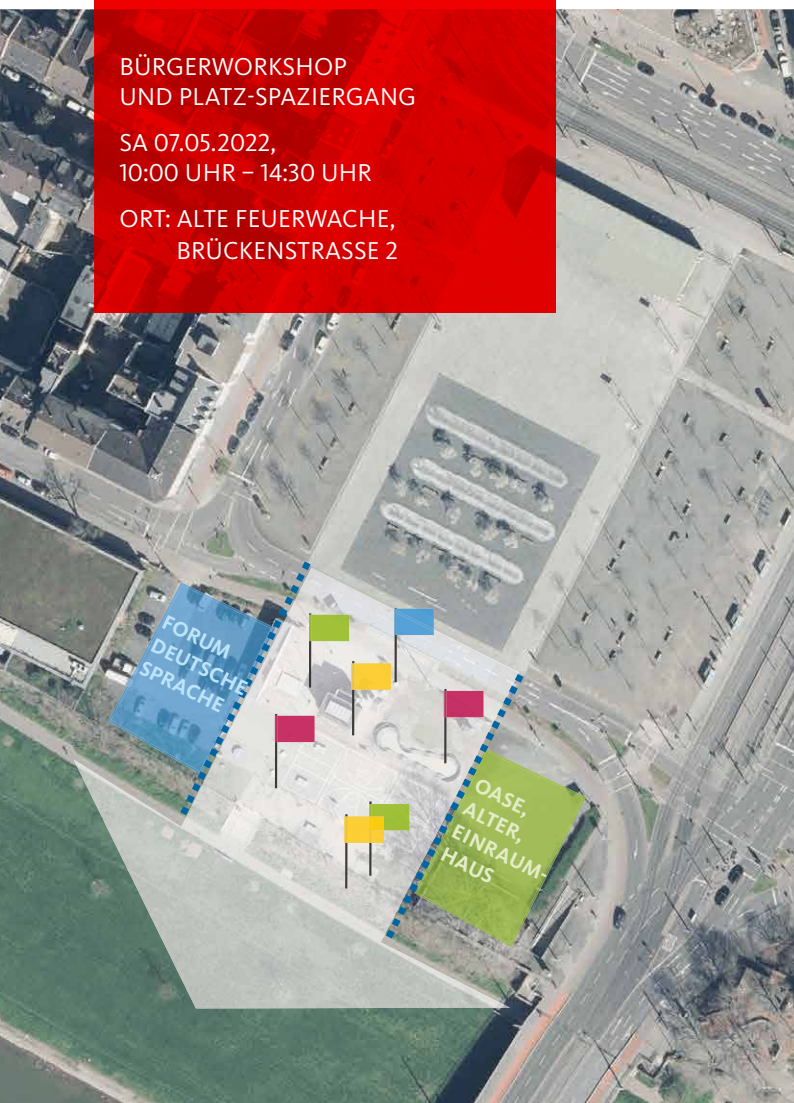 BÜRGERWORKSHOP
UND PLATZ-SPAZIERGANG
SA 07.05.2022,
10:00 UHR – 14:30 UHR
ORT: ALTE FEUERWACHE,
BRÜCKENSTRASSE 2
FORUM
DEUTSCHE
SPRACHE
OASE,
ALTER,
EINRAUM-
HAUS